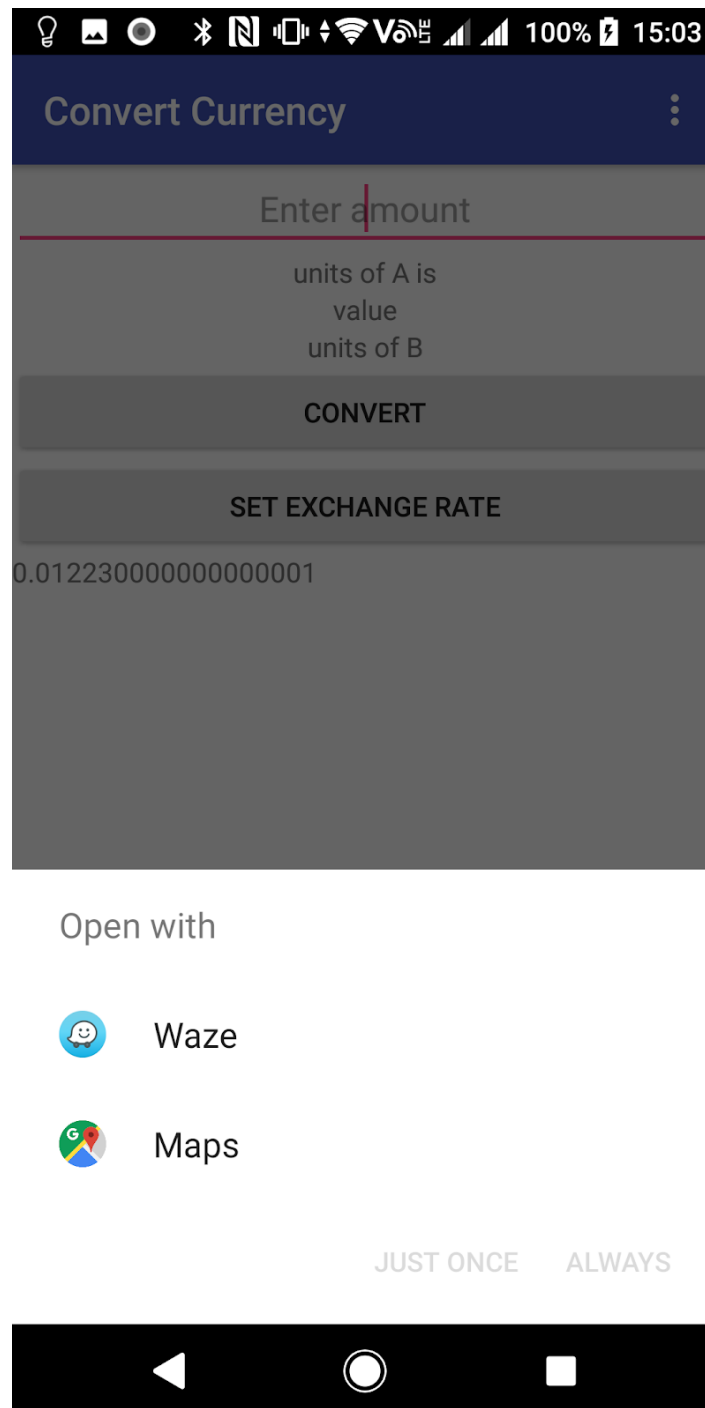 VoLTE 100% 15:03
Convert Currency
Enter amount
units of A is
value
units of B
CONVERT
SET EXCHANGE RATE
0.012230000000000001
Open with
Waze
G Maps
JUST ONCE ALWAYS